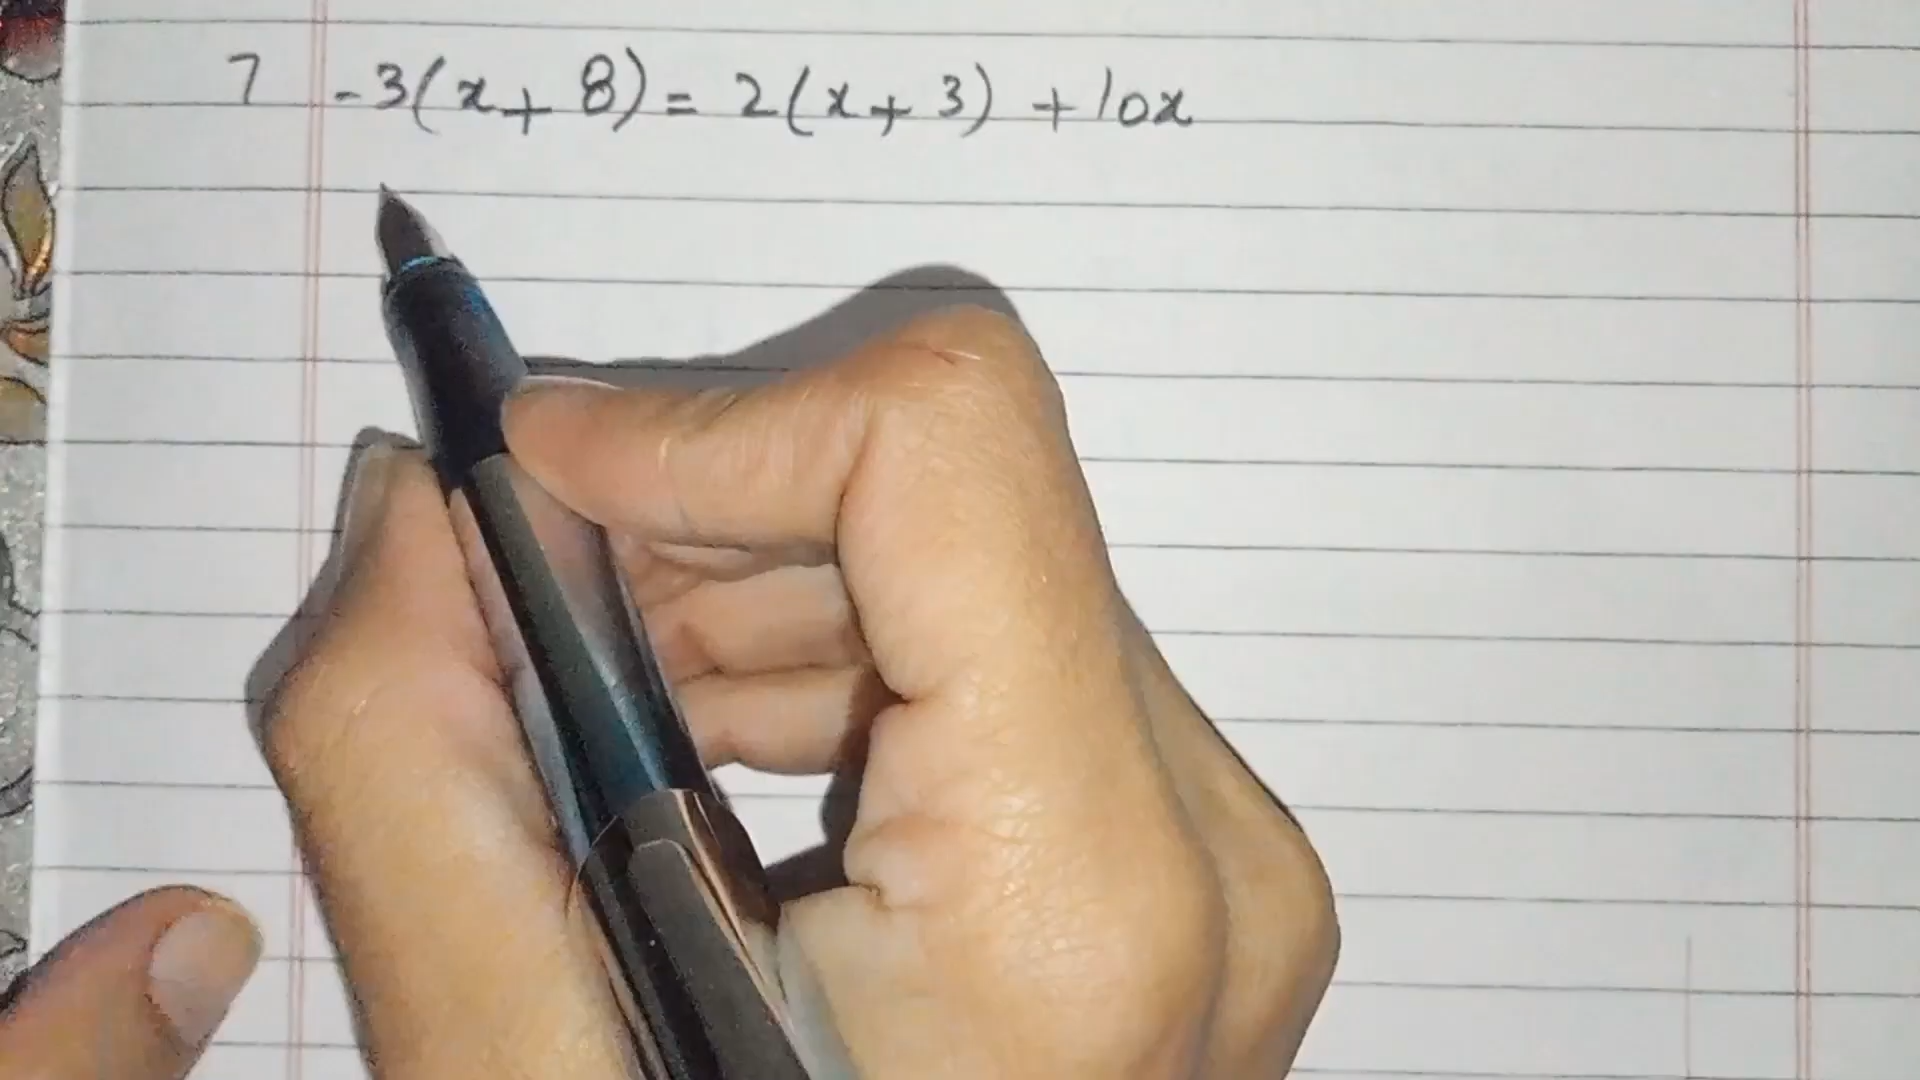 7 -3(x+8)= 2(x+3) +10x